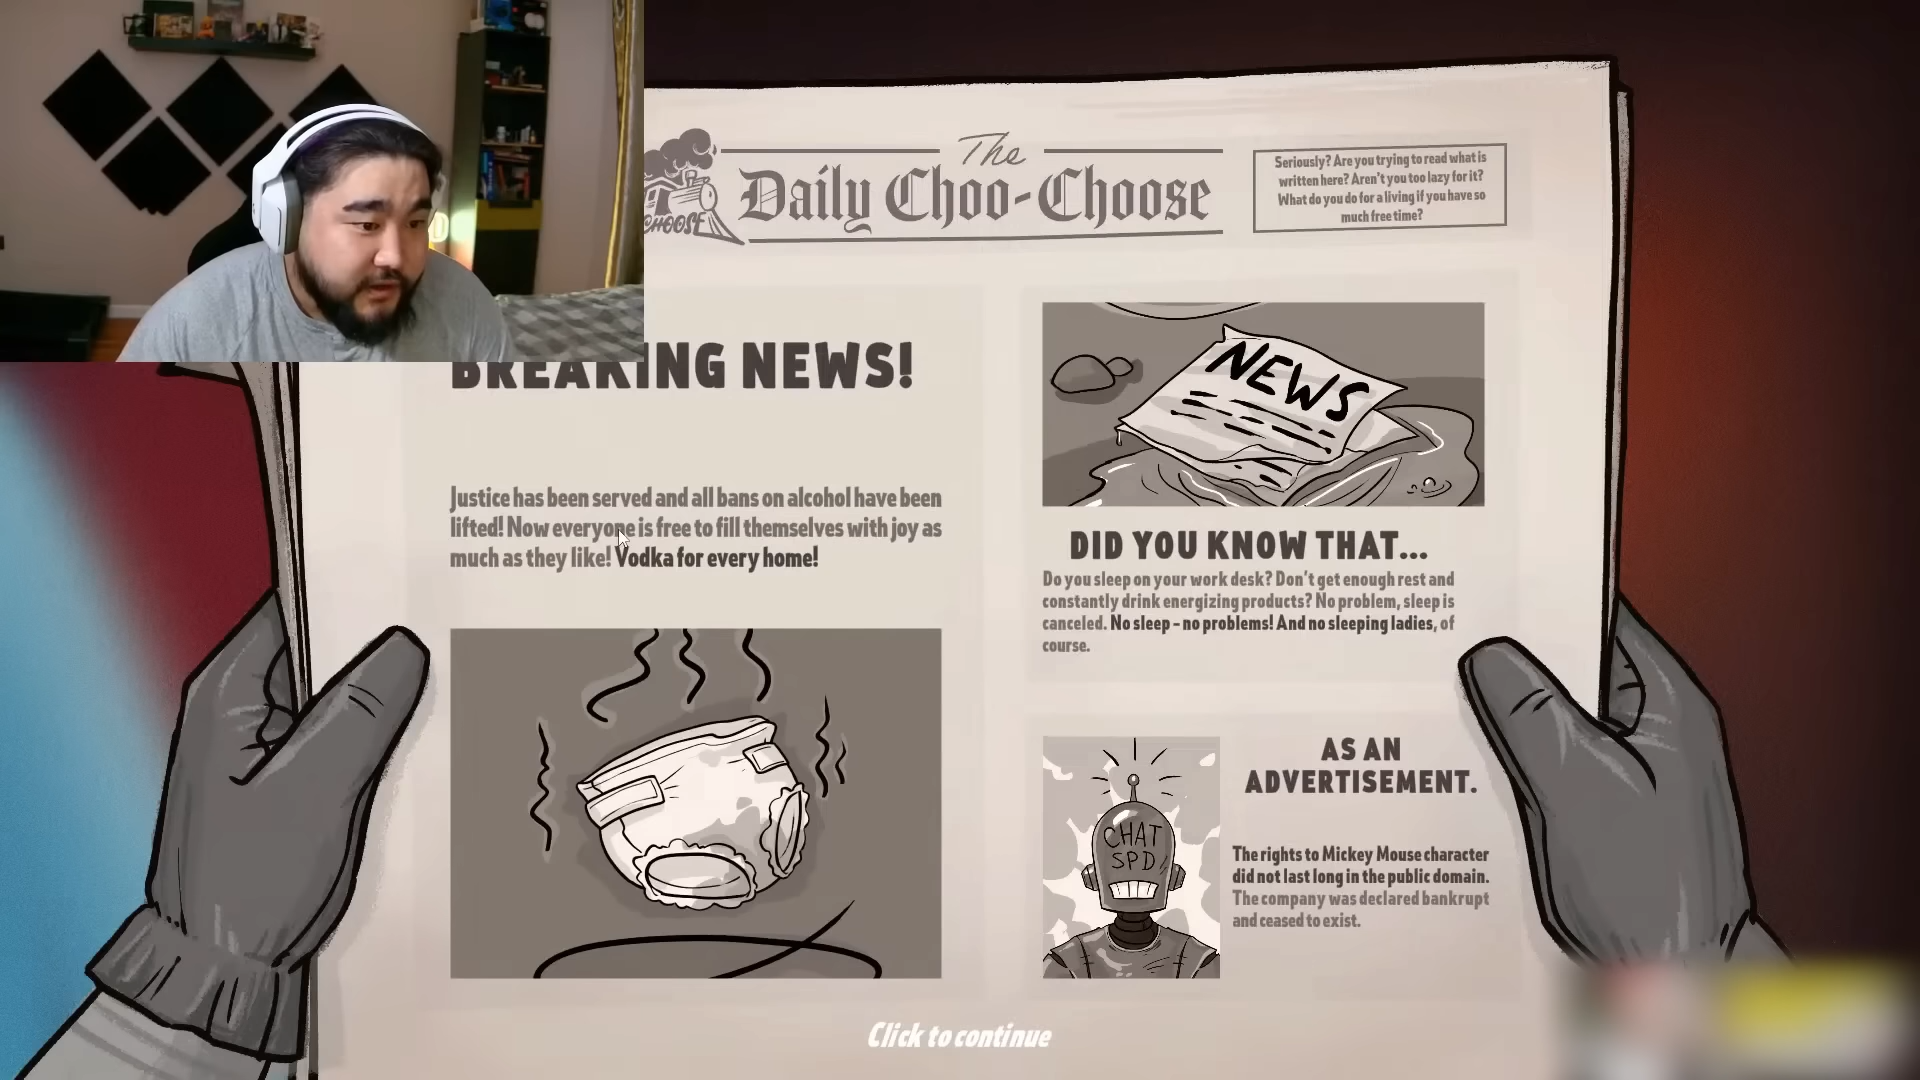 The
Daily Choo-Choose
CHOOSE
Seriously? Are you trying to read what is
written here? Aren't you too lazy for it?
What do you do for a living if you have so
much free time?
BREAKING NEWS!
Justice has been served and all bans on alcohol have been
lifted! Now everyone is free to fill themselves with joy as
much as they like! Vodka for every home!
NEWS
DID YOU KNOW THAT...
Do you sleep on your work desk? Don't get enough rest and
constantly drink energizing products? No problem, sleep is
canceled. No sleep - no problems! And no sleeping ladies, of
course.
CHAT
SPD
AS AN
ADVERTISEMENT.
The rights to Mickey Mouse character
did not last long in the public domain.
The company was declared bankrupt
and ceased to exist.
Click to continue